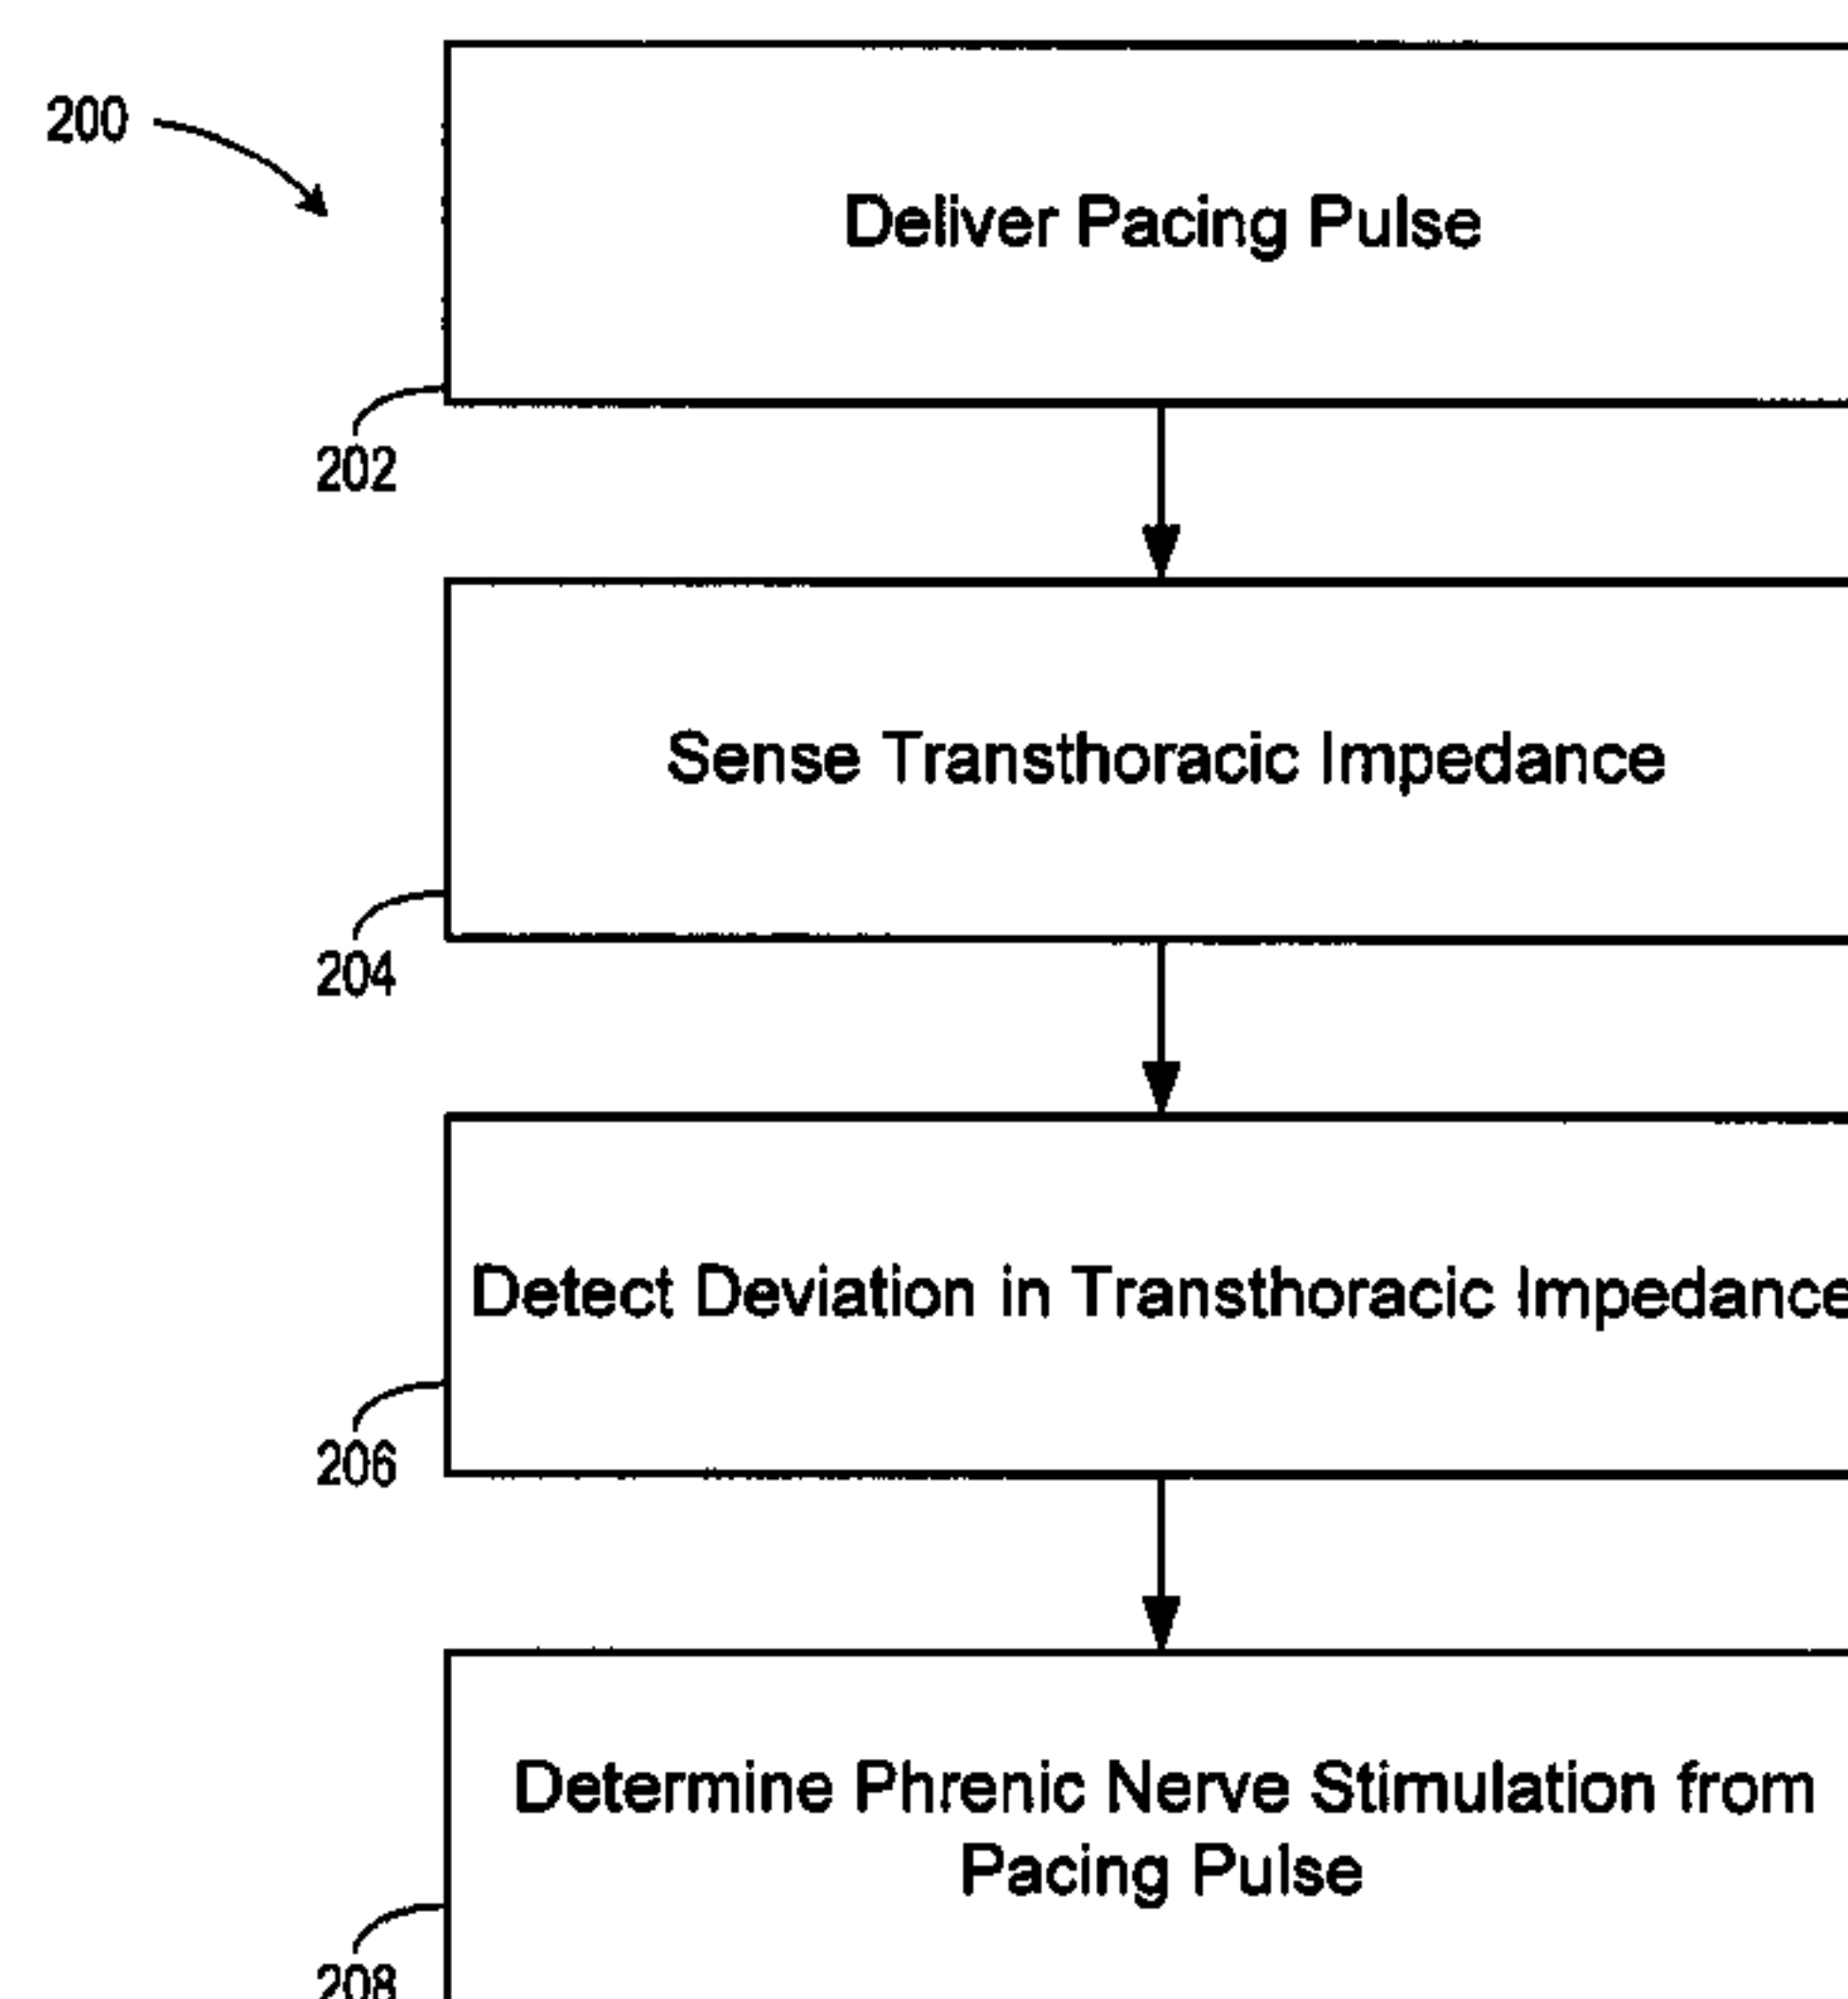 200
Deliver Pacing Pulse
202
Sense Transthoracic Impedance
204
Detect Deviation in Transthoracic Impedance
206
Determine Phrenic Nerve Stimulation from
Pacing Pulse
208